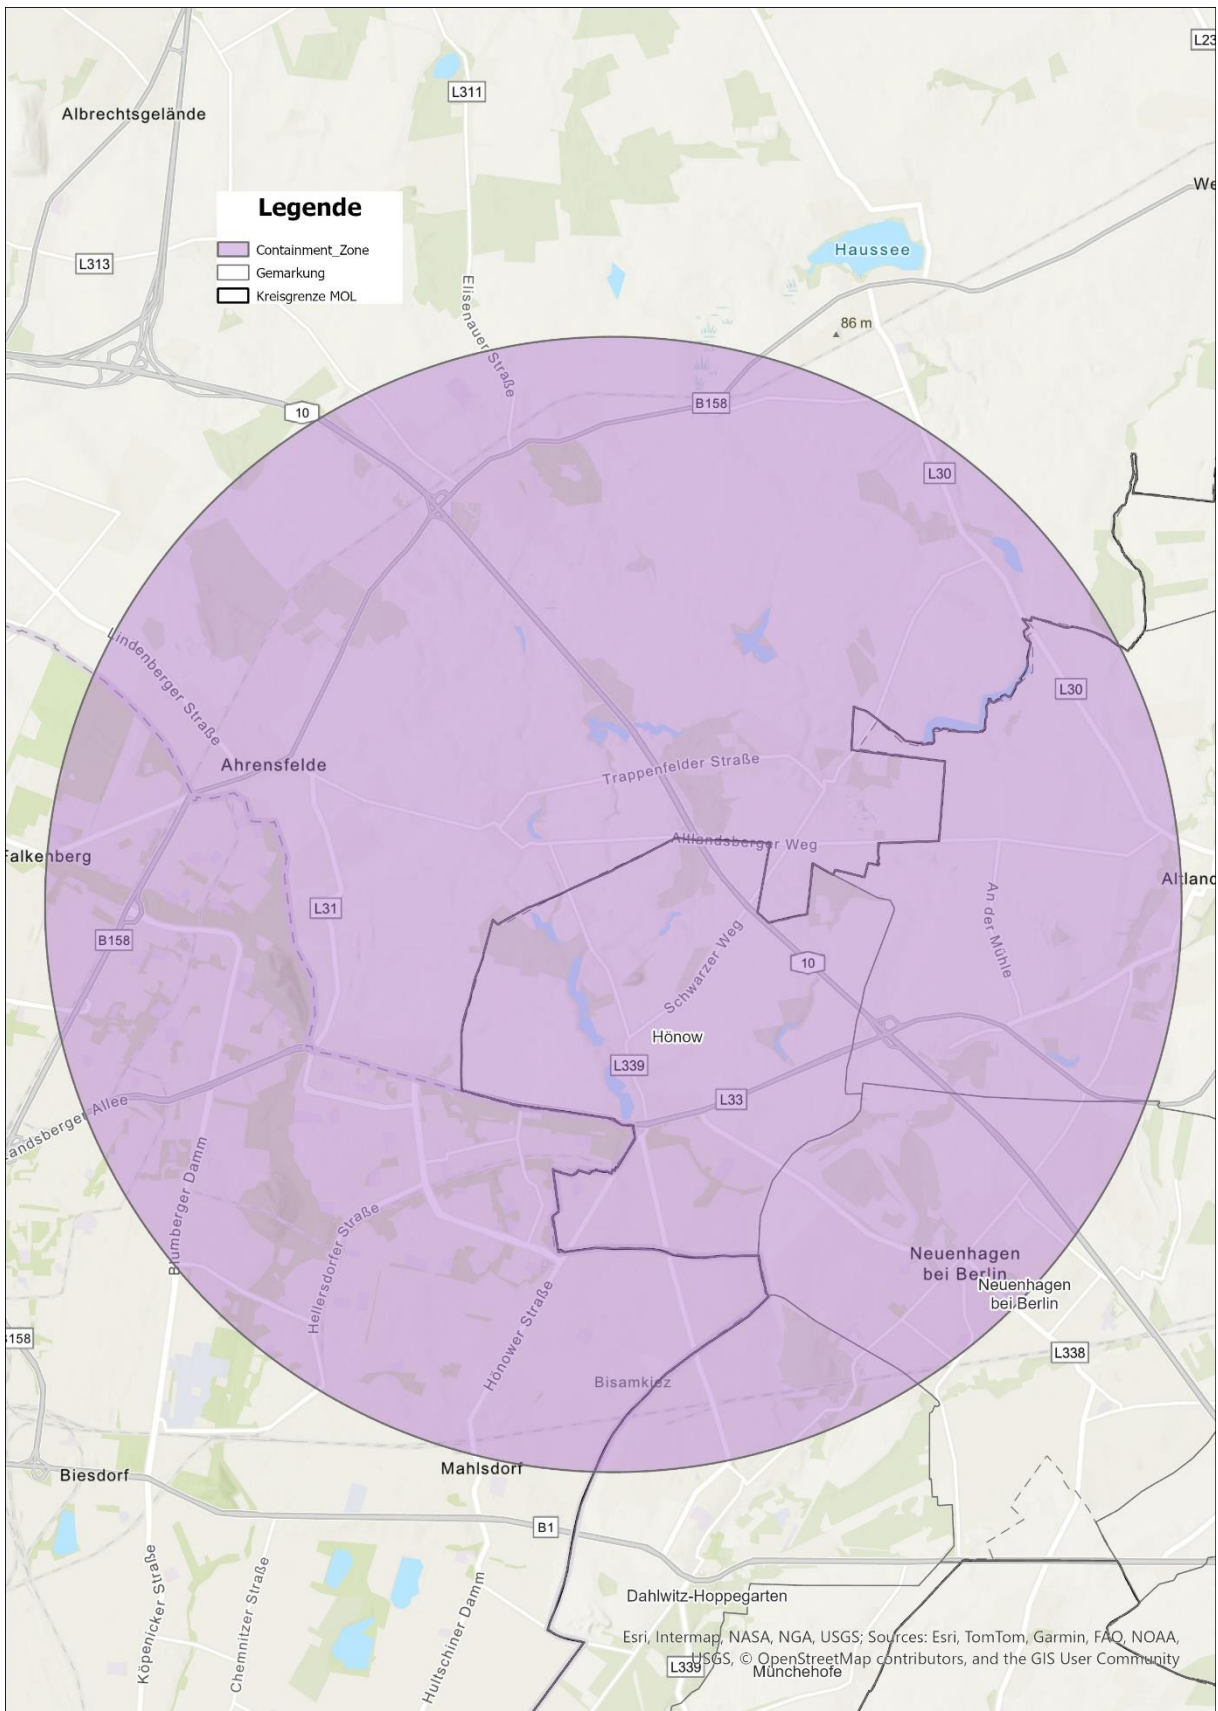 L23
L311
Albrechtsgelände
We
Legende
Containment_Zone
Gemarkung
Kreisgrenze MOL
L313
Haussee
Elisenauer Straße
86 m
B158
10
L30
Lindenberger Straße
L30
Ahrensfelde
Trappenfelder Straße
Altlandsberger Weg
Falkenberg
Altland
L31
An der Mühle
B158
Schwarzer Weg
10
Hönow
L339
L33
Landsberger Allee
Blumberger Damm
Hellersdorfer Straße
Neuenhagen
bei Berlin
Neuenhagen
bei Berlin
Hönower Straße
B158
L338
Bisamkiez
Biesdorf
Mahlsdorf
B1
Köpenicker Straße
Chemnitzer Straße
Hultschiner Damm
Dahlwitz-Hoppegarten
Esri, Intermap, NASA, NGA, USGS; Sources: Esri, TomTom, Garmin, FAO, NOAA,
USGS, © OpenStreetMap contributors, and the GIS User Community
L339
Münchehofe